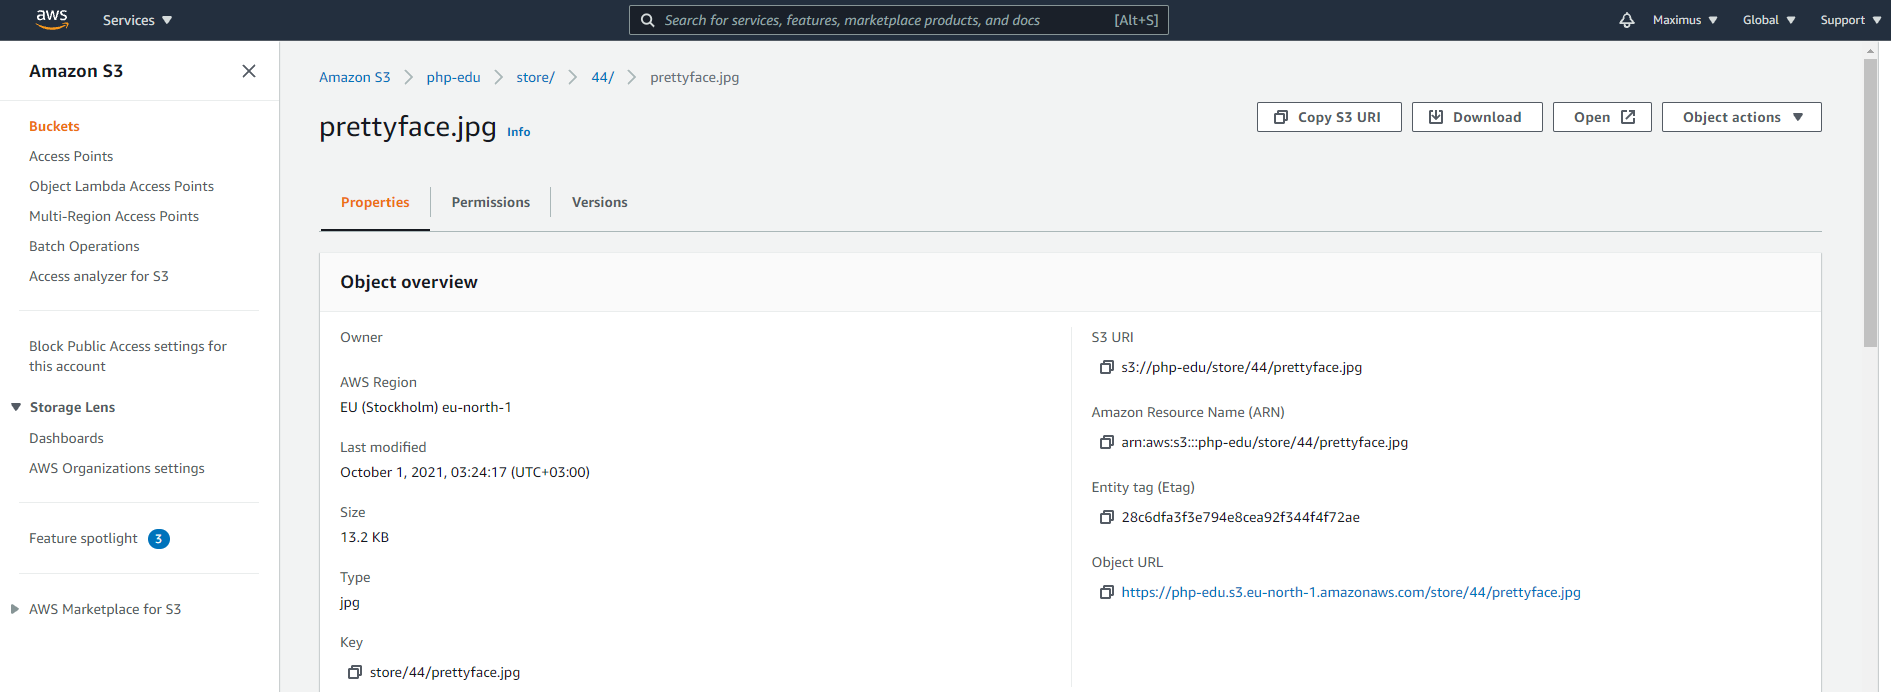 aws Services Search for services, features, marketplace products, and docs [Alt+S] Maximus Global Support
Amazon S3
Buckets
Access Points
Object Lambda Access Points
Multi-Region Access Points
Batch Operations
Access analyzer for S3
Block Public Access settings for
this account
Storage Lens
Dashboards
AWS Organizations settings
Feature spotlight 3
AWS Marketplace for S3
Amazon S3 php-edu store/ 44/ prettyface.jpg
prettyface.jpg Info
Copy S3 URI Download Open Object actions
Properties Permissions Versions
Object overview
Owner
AWS Region
EU (Stockholm) eu-north-1
Last modified
October 1, 2021, 03:24:17 (UTC+03:00)
Size
13.2 KB
Type
jpg
Key
store/44/prettyface.jpg
S3 URI
s3://php-edu/store/44/prettyface.jpg
Amazon Resource Name (ARN)
arn:aws:s3:::php-edu/store/44/prettyface.jpg
Entity tag (Etag)
28c6dfa3f3e794e8cea92f344f4f72ae
Object URL
https://php-edu.s3.eu-north-1.amazonaws.com/store/44/prettyface.jpg